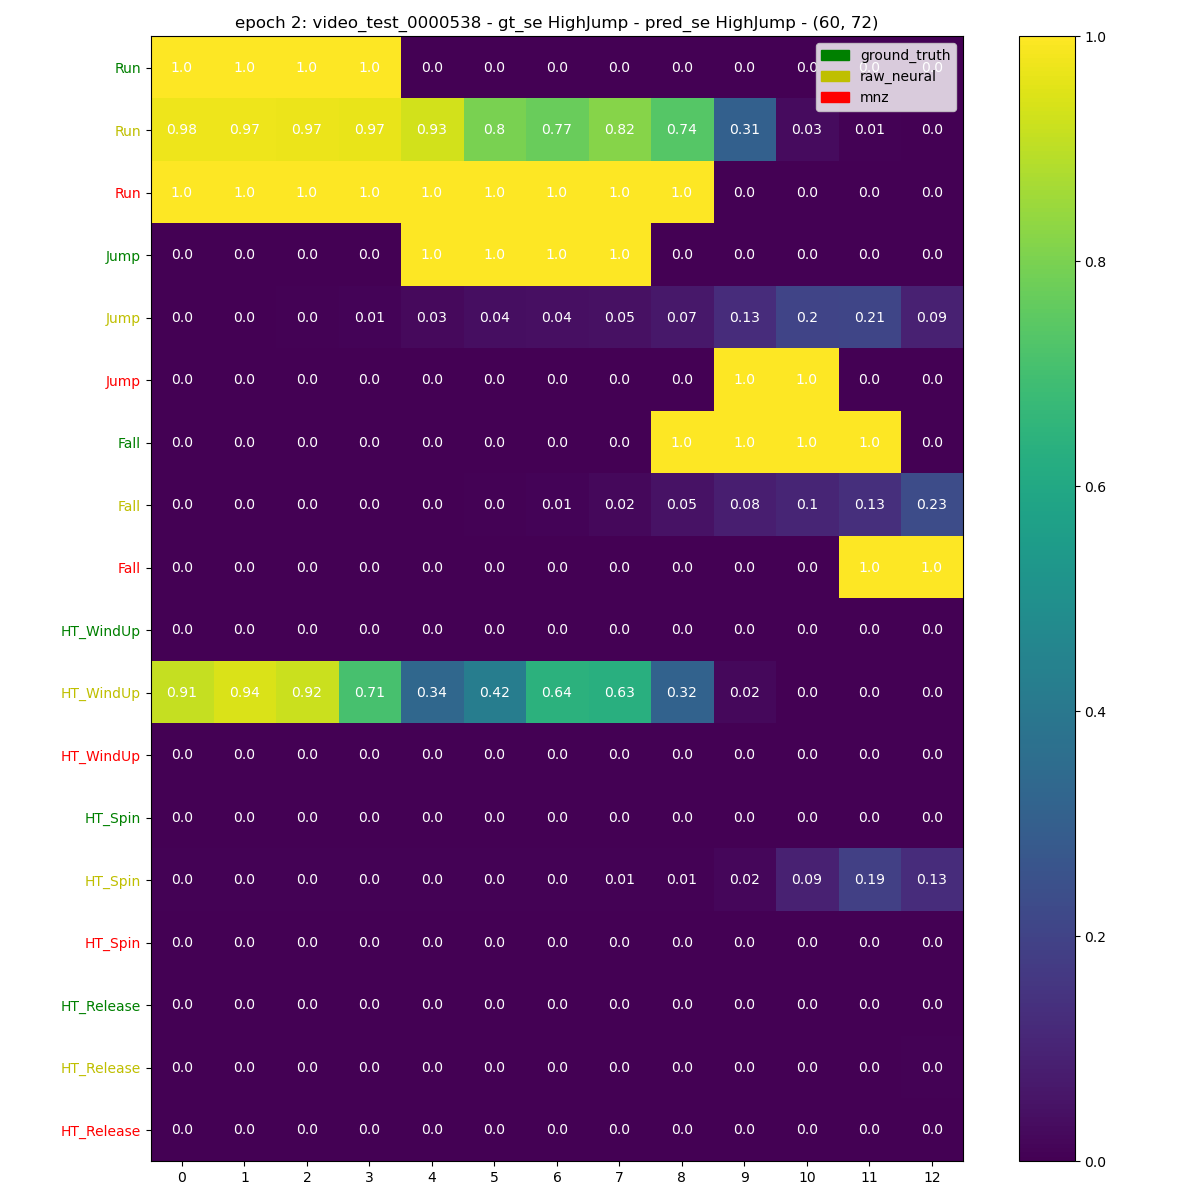 epoch 2: video_test_0000538 - gt_se HighJump - pred_se HighJump - (60, 72)
ground_truth
raw_neural
mnz
Run 1.0 1.0 1.0 1.0 0.0 0.0 0.0 0.0 0.0 0.0 0.0 0.0 0.0
Run 0.98 0.97 0.97 0.97 0.93 0.8 0.77 0.82 0.74 0.31 0.03 0.01 0.0
Run 1.0 1.0 1.0 1.0 1.0 1.0 1.0 1.0 1.0 0.0 0.0 0.0 0.0
Jump 0.0 0.0 0.0 0.0 1.0 1.0 1.0 1.0 0.0 0.0 0.0 0.0 0.0
Jump 0.0 0.0 0.0 0.01 0.03 0.04 0.04 0.05 0.07 0.13 0.2 0.21 0.09
Jump 0.0 0.0 0.0 0.0 0.0 0.0 0.0 0.0 0.0 1.0 1.0 0.0 0.0
Fall 0.0 0.0 0.0 0.0 0.0 0.0 0.0 0.0 1.0 1.0 1.0 1.0 0.0
Fall 0.0 0.0 0.0 0.0 0.0 0.0 0.01 0.02 0.05 0.08 0.1 0.13 0.23
Fall 0.0 0.0 0.0 0.0 0.0 0.0 0.0 0.0 0.0 0.0 0.0 1.0 1.0
HT_WindUp 0.0 0.0 0.0 0.0 0.0 0.0 0.0 0.0 0.0 0.0 0.0 0.0 0.0
HT_WindUp 0.91 0.94 0.92 0.71 0.34 0.42 0.64 0.63 0.32 0.02 0.0 0.0 0.0
HT_WindUp 0.0 0.0 0.0 0.0 0.0 0.0 0.0 0.0 0.0 0.0 0.0 0.0 0.0
HT_Spin 0.0 0.0 0.0 0.0 0.0 0.0 0.0 0.0 0.0 0.0 0.0 0.0 0.0
HT_Spin 0.0 0.0 0.0 0.0 0.0 0.0 0.0 0.01 0.01 0.02 0.09 0.19 0.13
HT_Spin 0.0 0.0 0.0 0.0 0.0 0.0 0.0 0.0 0.0 0.0 0.0 0.0 0.0
HT_Release 0.0 0.0 0.0 0.0 0.0 0.0 0.0 0.0 0.0 0.0 0.0 0.0 0.0
HT_Release 0.0 0.0 0.0 0.0 0.0 0.0 0.0 0.0 0.0 0.0 0.0 0.0 0.0
HT_Release 0.0 0.0 0.0 0.0 0.0 0.0 0.0 0.0 0.0 0.0 0.0 0.0 0.0
0 1 2 3 4 5 6 7 8 9 10 11 12
1.0
0.8
0.6
0.4
0.2
0.0